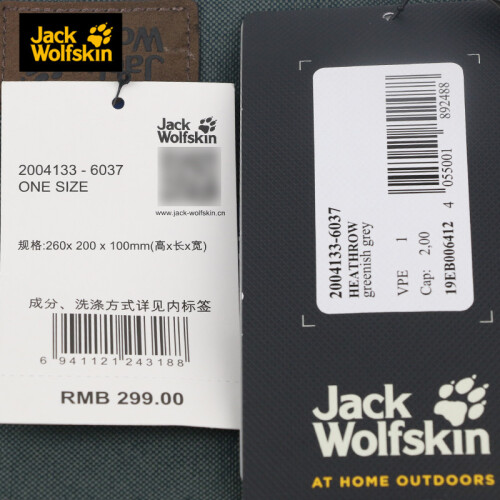 Jack
Wolfskin
Jack
Wolfskin
2004133 - 6037
ONE SIZE
www.jack-wolfskin.cn
规格:260x 200 x 100mm(高x长x宽)
成分、洗涤方式详见内标签
6 941121 243188
RMB 299.00
2004133-6037
HEATHROW
greenish grey
VPE 1
Cap: 2,00
19EB006412
4 055001 892488
Jack
Wolfskin
AT HOME OUTDOORS